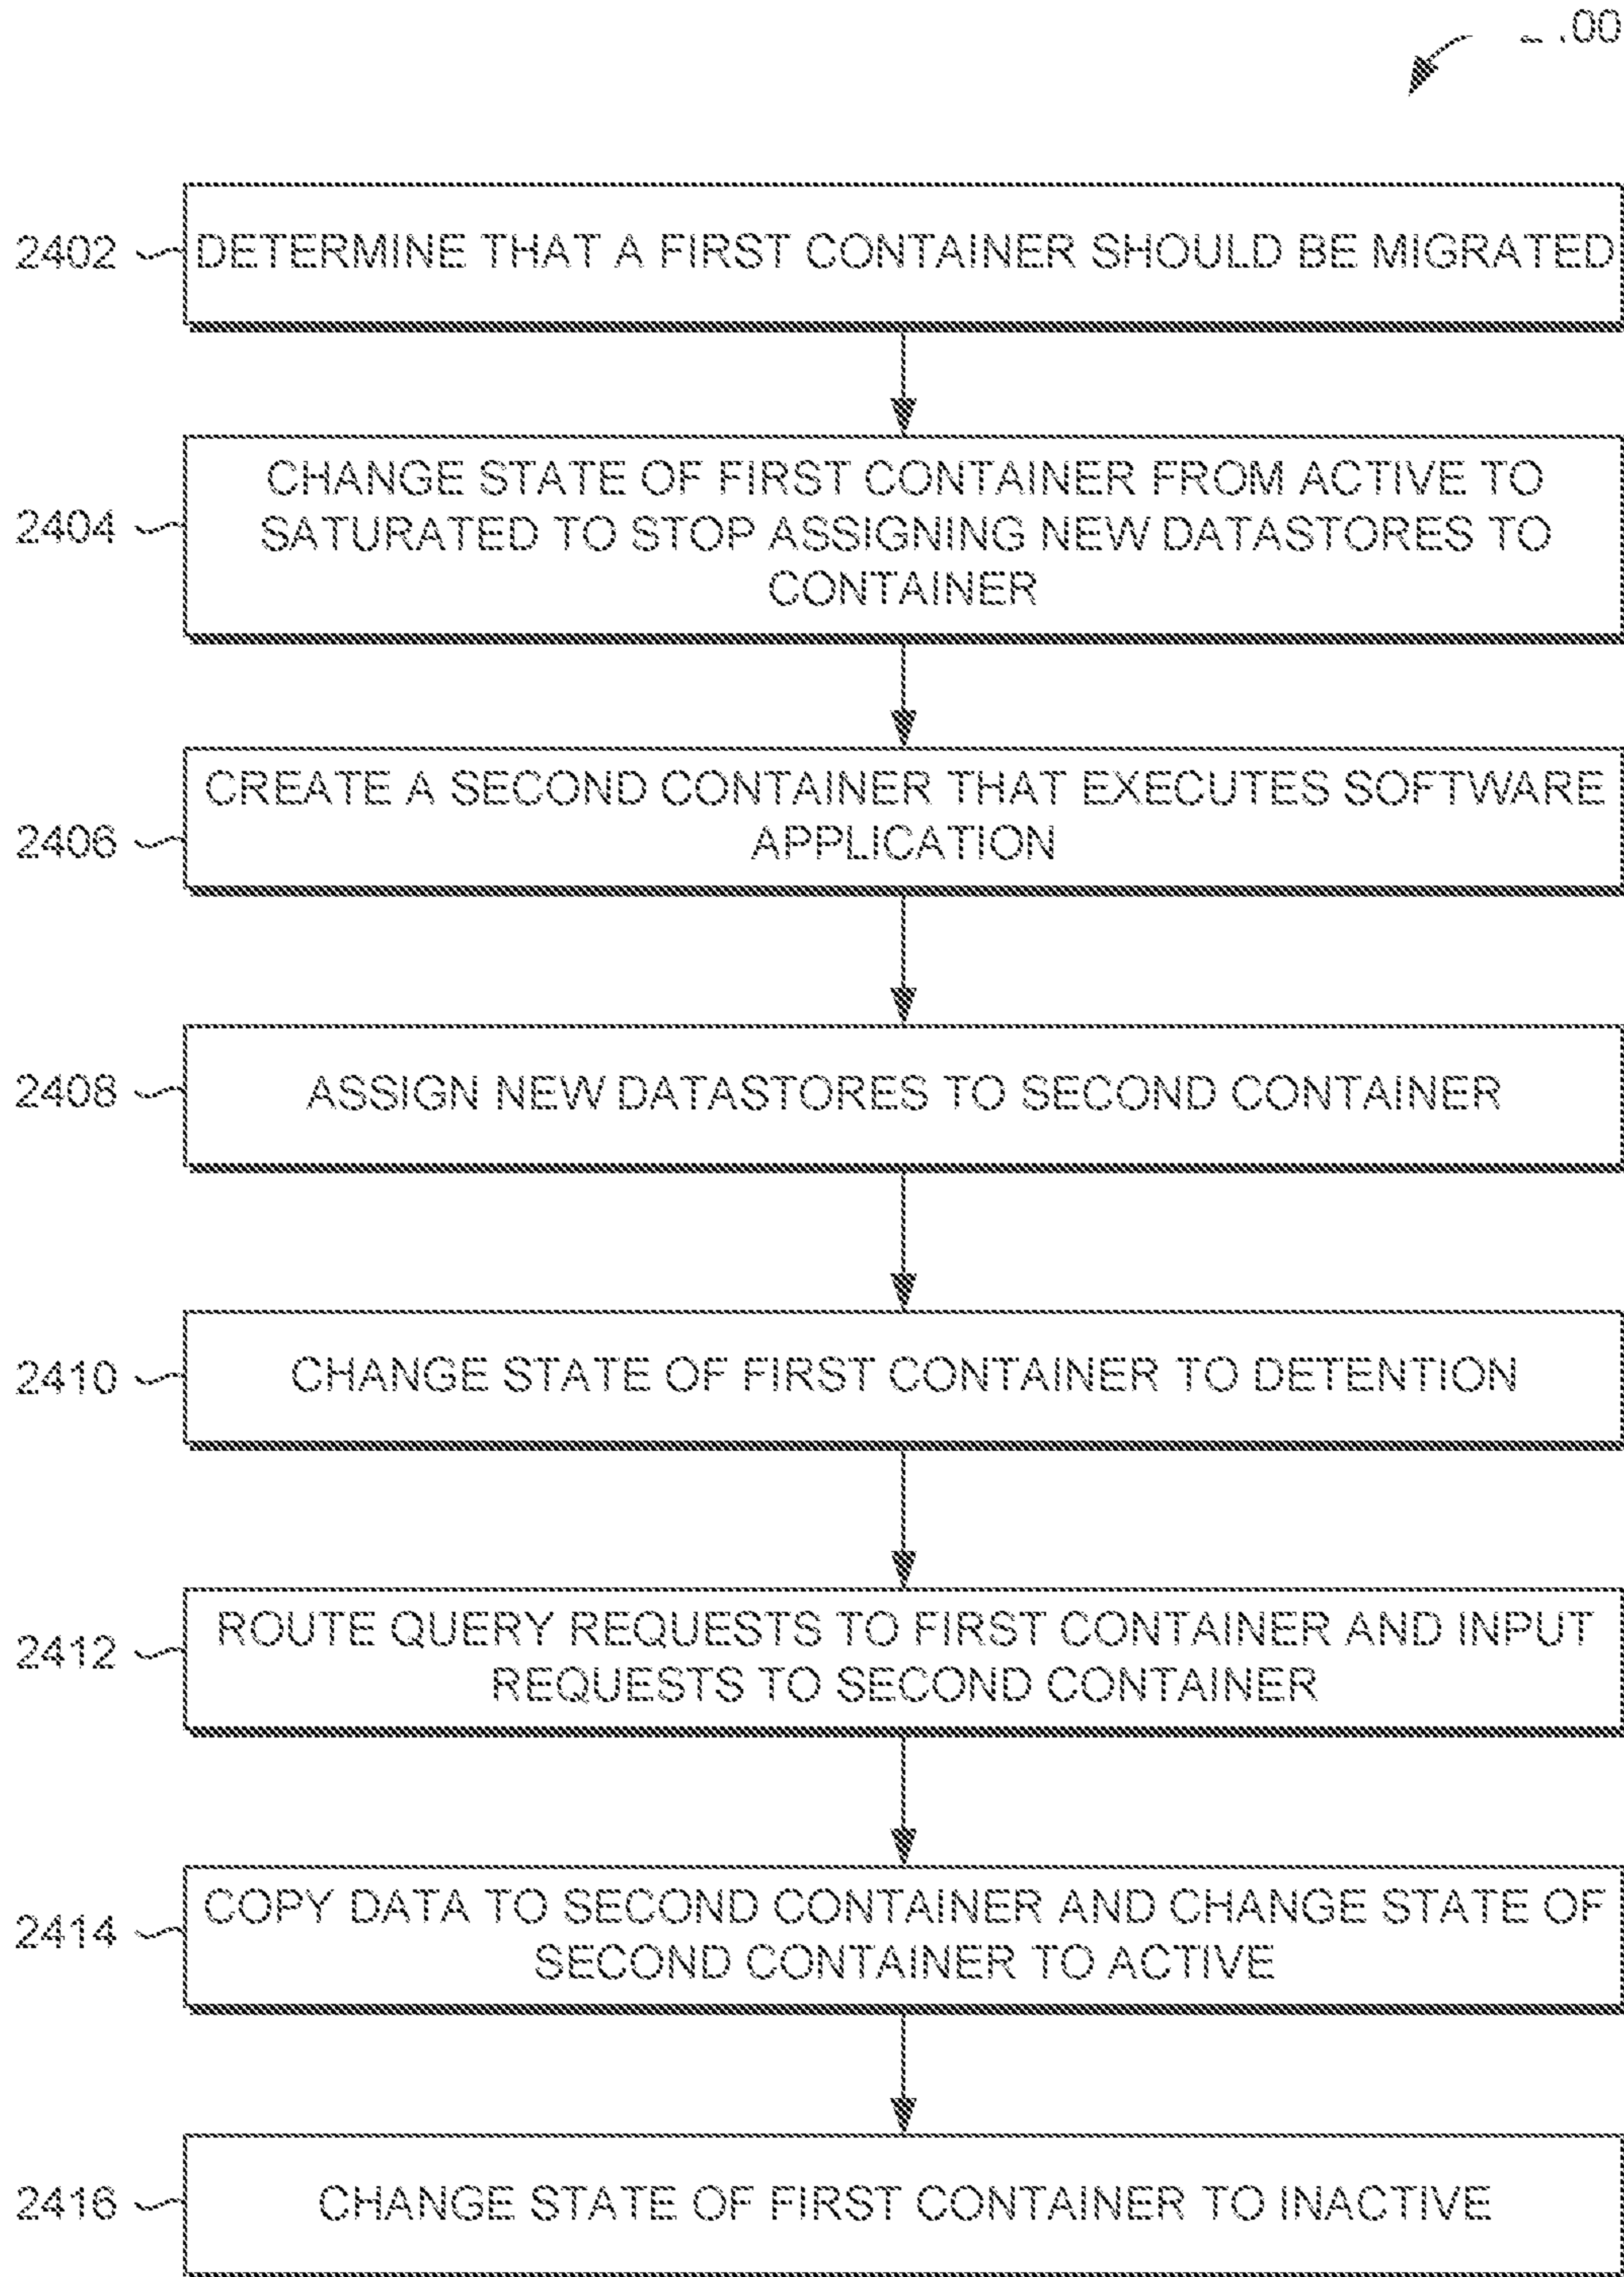 2402
DETERMINE THAT A FIRST CONTAINER SHOULD BE MIGRATED
2404
CHANGE STATE OF FIRST CONTAINER FROM ACTIVE TO
SATURATED TO STOP ASSIGNING NEW DATASTORES TO
CONTAINER
2406
CREATE A SECOND CONTAINER THAT EXECUTES SOFTWARE
APPLICATION
2408
ASSIGN NEW DATASTORES TO SECOND CONTAINER
2410
CHANGE STATE OF FIRST CONTAINER TO DETENTION
2412
ROUTE QUERY REQUESTS TO FIRST CONTAINER AND INPUT
REQUESTS TO SECOND CONTAINER
2414
COPY DATA TO SECOND CONTAINER AND CHANGE STATE OF
SECOND CONTAINER TO ACTIVE
2416
CHANGE STATE OF FIRST CONTAINER TO INACTIVE